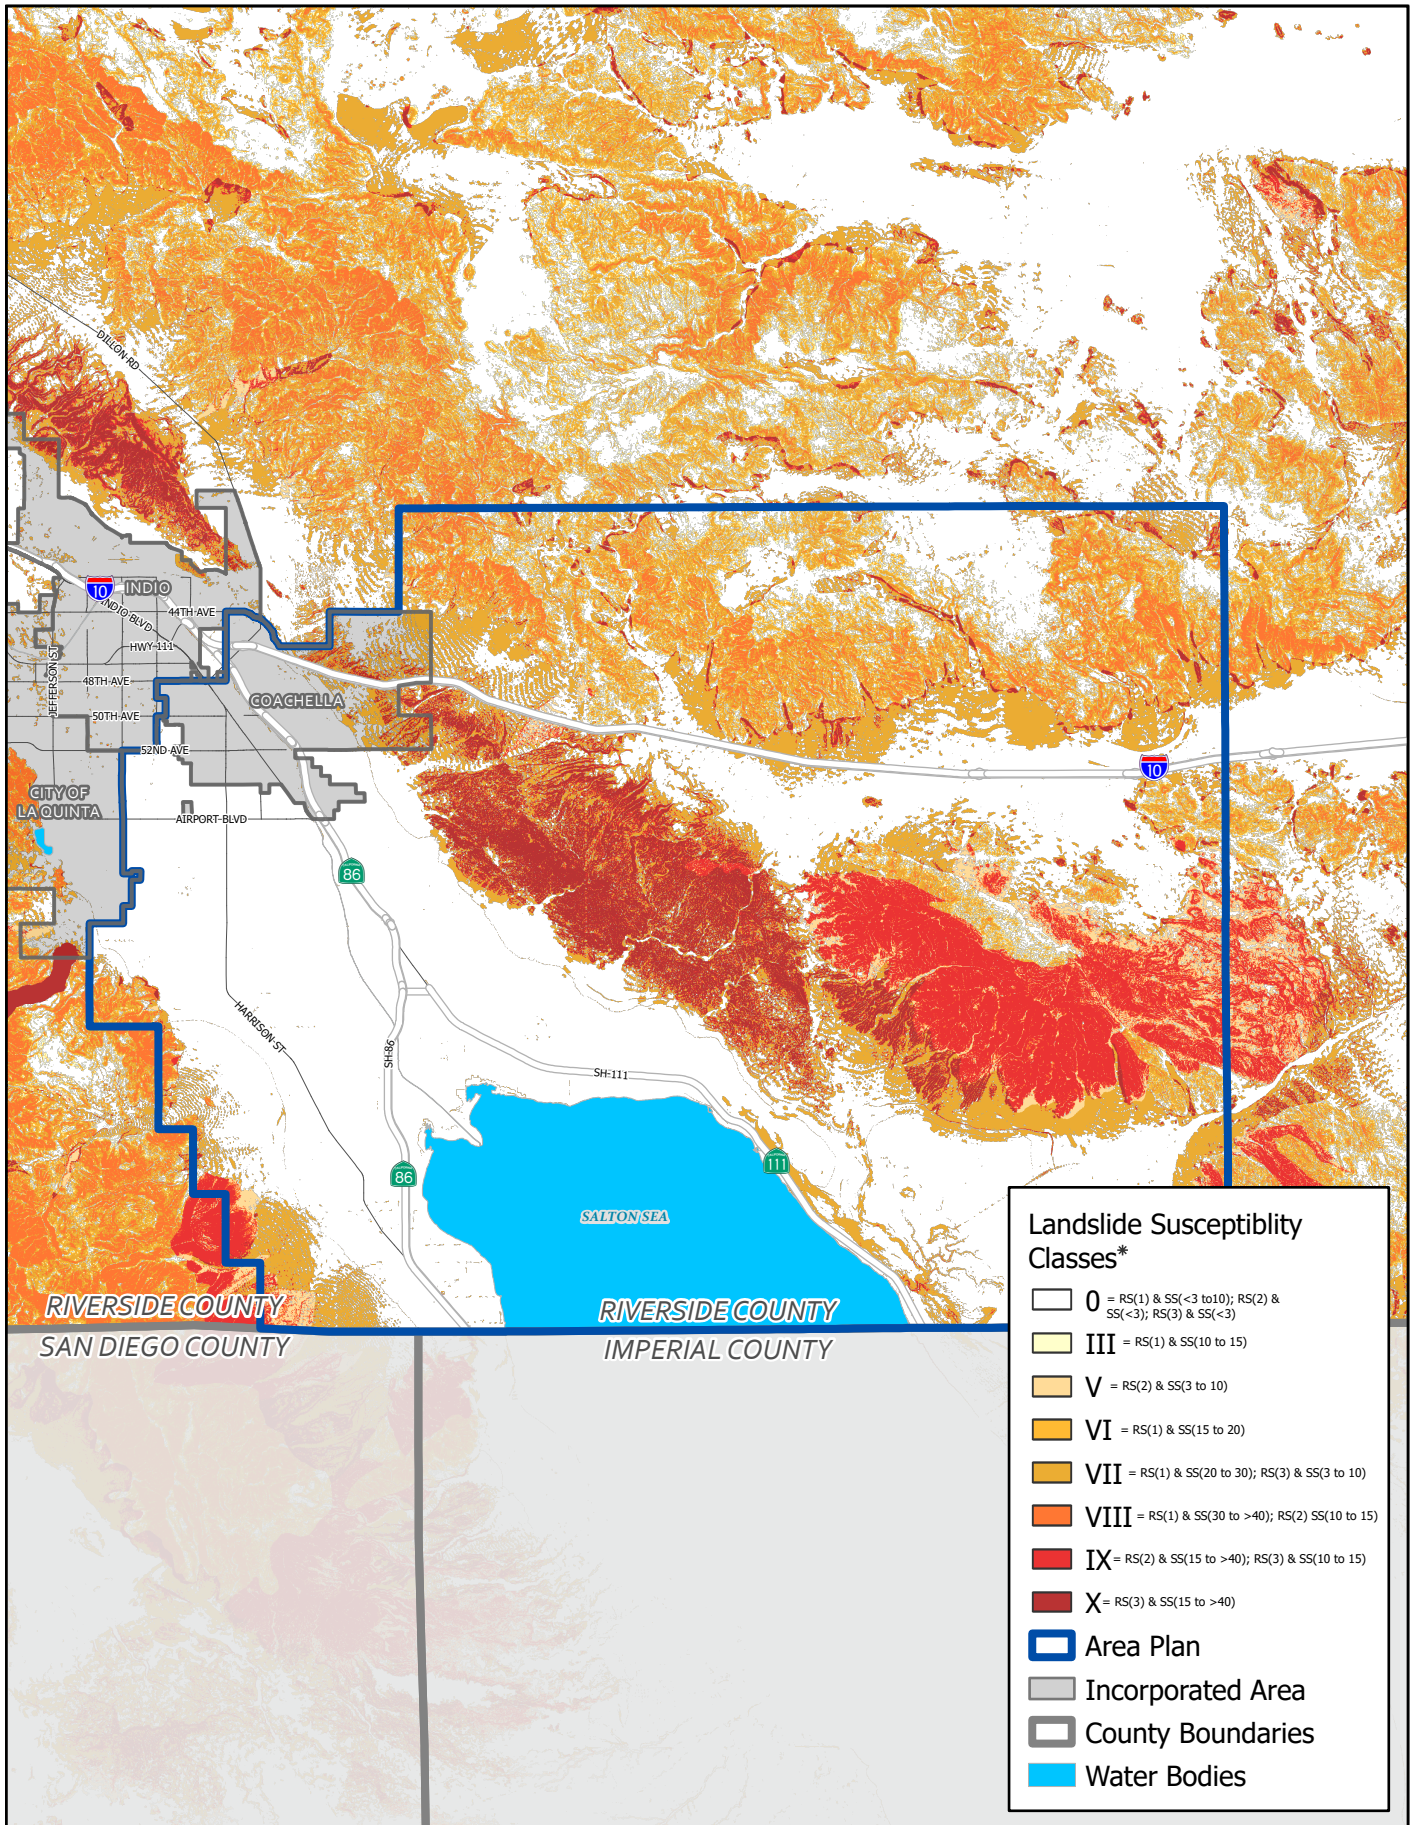 DILLON RD
10
INDIO
INDIO BLVD
44TH AVE
HWY 111
JEFFERSON ST
48TH AVE
COACHELLA
50TH AVE
52ND AVE
10
CITY OF
LA QUINTA
AIRPORT BLVD
CALIFORNIA
86
HARRISON ST
SH-86
SH-111
CALIFORNIA
86
CALIFORNIA
111
SALTON SEA
RIVERSIDE COUNTY
SAN DIEGO COUNTY
RIVERSIDE COUNTY
IMPERIAL COUNTY
Landslide Susceptiblity
Classes*
0 = RS(1) & SS(<3 to10); RS(2) &
SS(<3); RS(3) & SS(<3)
III = RS(1) & SS(10 to 15)
V = RS(2) & SS(3 to 10)
VI = RS(1) & SS(15 to 20)
VII = RS(1) & SS(20 to 30); RS(3) & SS(3 to 10)
VIII = RS(1) & SS(30 to >40); RS(2) SS(10 to 15)
IX = RS(2) & SS(15 to >40); RS(3) & SS(10 to 15)
X = RS(3) & SS(15 to >40)
Area Plan
Incorporated Area
County Boundaries
Water Bodies